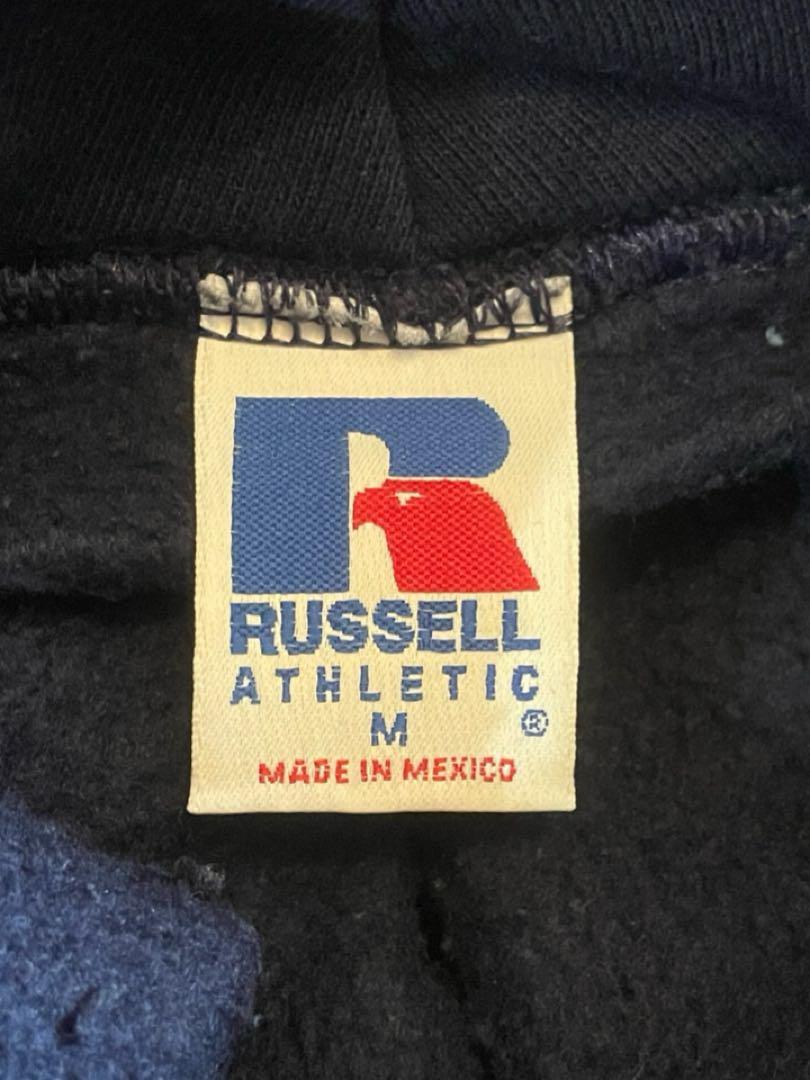 R
RUSSELL
ATHLETIC
M ®
MADE IN MEXICO